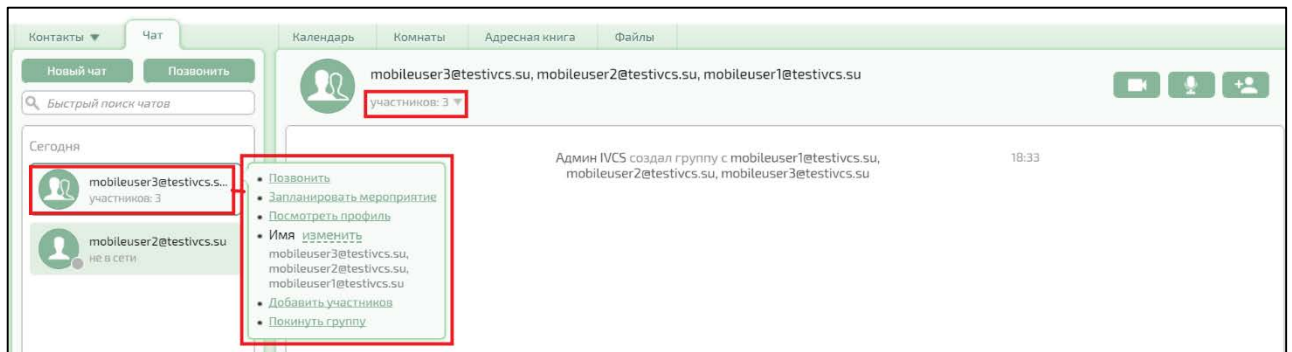 Контакты ▼
Чат
Календарь
Комнаты
Адресная книга
Файлы
Новый чат
Позвонить
Быстрый поиск чатов
mobileuser3@testivcs.su, mobileuser2@testivcs.su, mobileuser1@testivcs.su
участников: 3 ▼
Сегодня
mobileuser3@testivcs.s...
участников: 3
mobileuser2@testivcs.su
не в сети
• Позвонить
• Запланировать мероприятие
• Посмотреть профиль
• Имя изменить
mobileuser3@testivcs.su,
mobileuser2@testivcs.su,
mobileuser1@testivcs.su
• Добавить участников
• Покинуть группу
Админ IVCS создал группу с mobileuser1@testivcs.su,
mobileuser2@testivcs.su, mobileuser3@testivcs.su
18:33